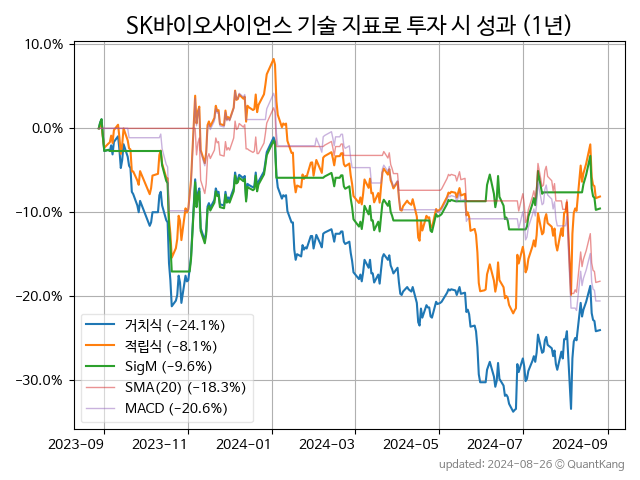 SK바이오사이언스 기술 지표로 투자 시 성과 (1년)
10.0%
0.0%
−10.0%
−20.0%
−30.0%
거치식 (−24.1%)
적립식 (−8.1%)
SigM (−9.6%)
SMA(20) (−18.3%)
MACD (−20.6%)
2023-09 2023-11 2024-01 2024-03 2024-05 2024-07 2024-09
updated: 2024-08-26 © QuantKang